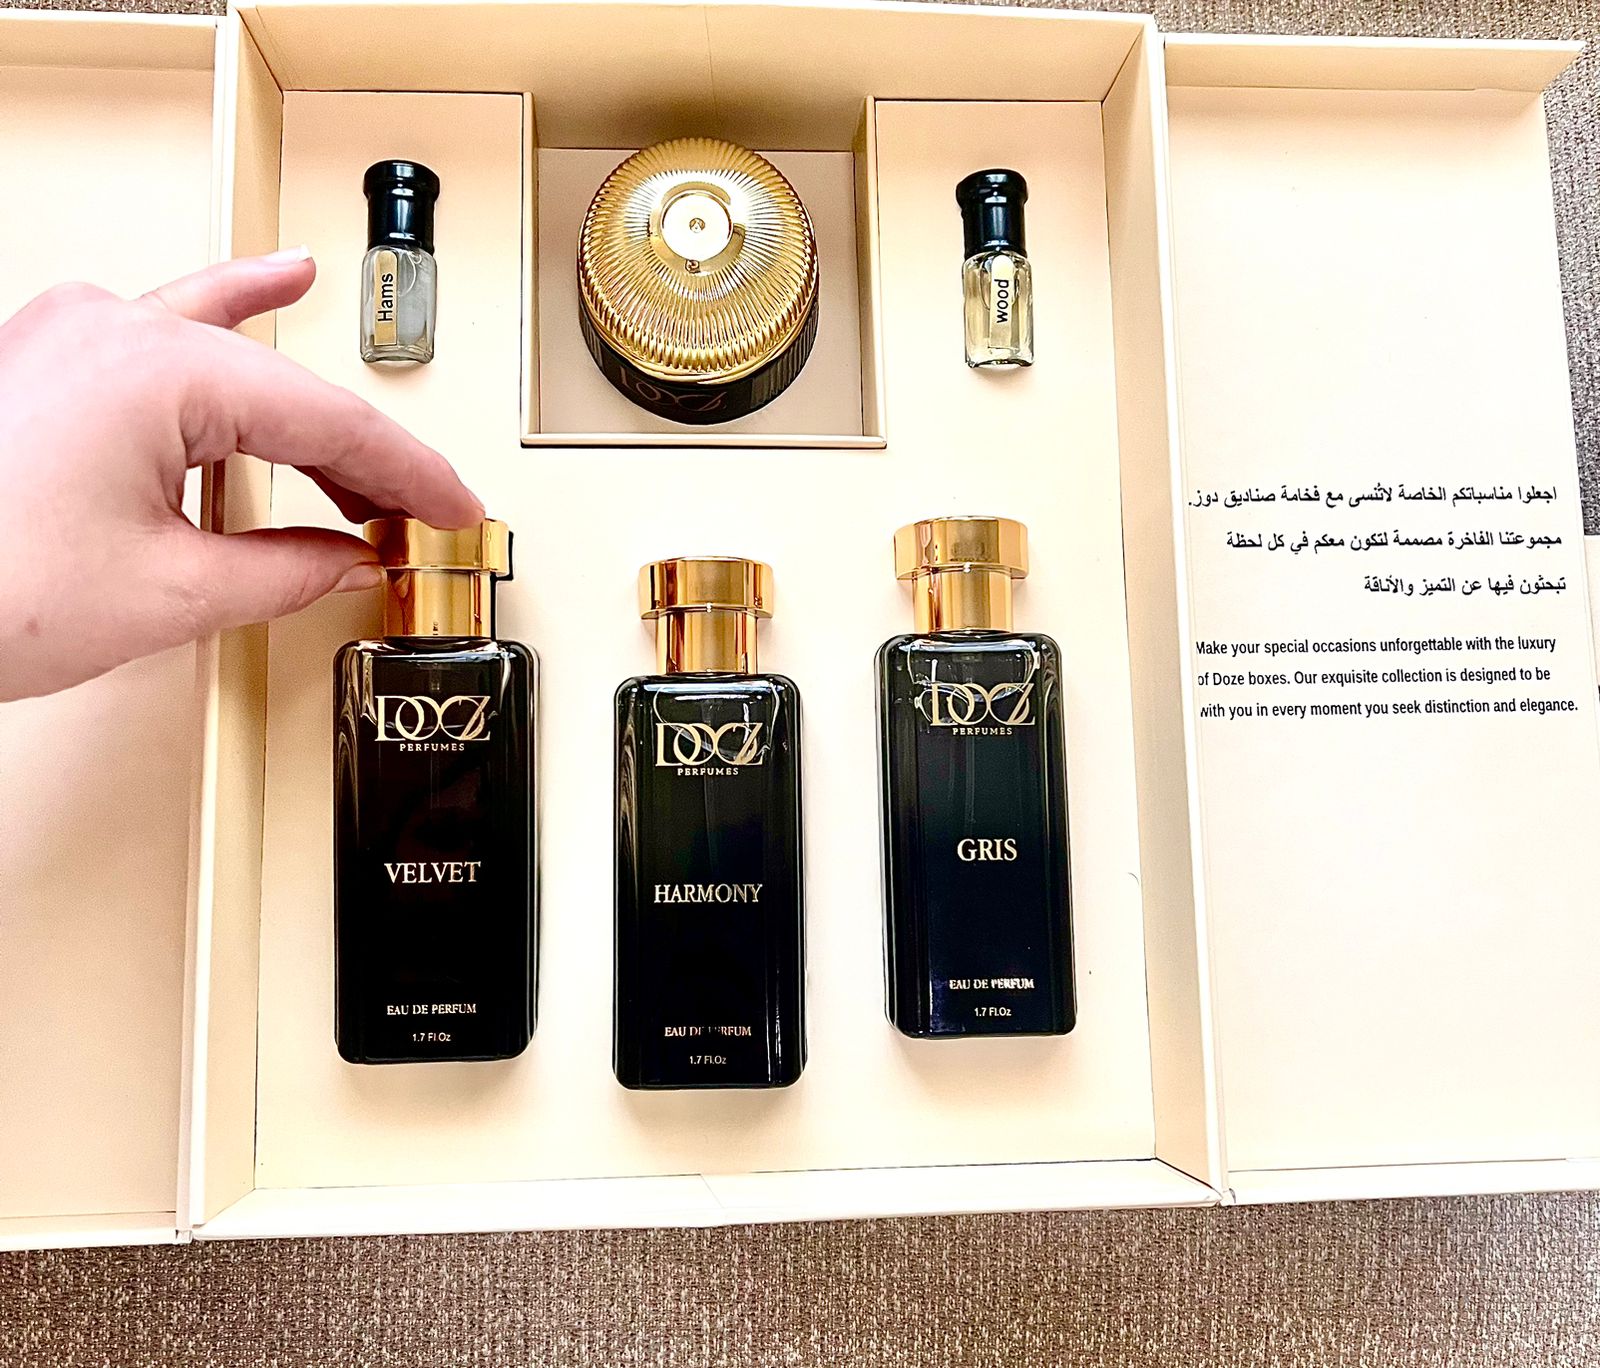 Hams
wood
DOOZ
DOOZ
PERFUMES
VELVET
EAU DE PERFUM
1.7 Fl.Oz
DOOZ
PERFUMES
HARMONY
EAU DE PERFUM
1.7 Fl.Oz
DOOZ
PERFUMES
GRIS
EAU DE PERFUM
1.7 Fl.Oz
اجعلوا مناسباتكم الخاصة لاتُنسى مع فخامة صناديق دوز.
مجموعتنا الفاخرة مصممة لتكون معكم في كل لحظة
تبحثون فيها عن التميز والأناقة
Make your special occasions unforgettable with the luxury
of Doze boxes. Our exquisite collection is designed to be
with you in every moment you seek distinction and elegance.